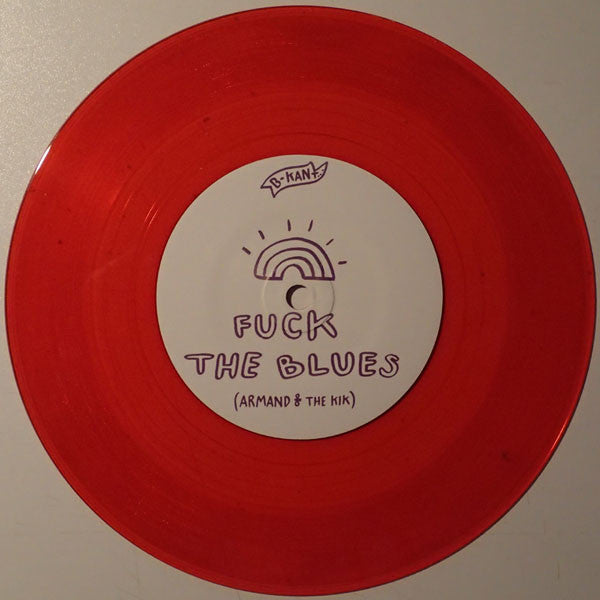 B-KANT
FUCK
THE BLUES
(ARMAND & THE KIK)